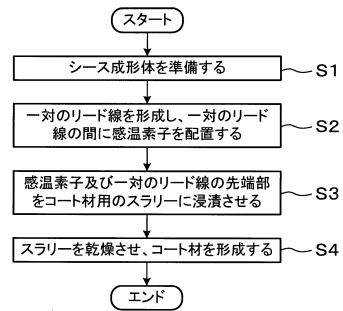 スタート
シース成形体を準備する
S1
一対のリード線を形成し、一対のリード
線の間に感温素子を配置する
S2
感温素子及び一対のリード線の先端部
をコート材用のスラリーに浸漬させる
S3
スラリーを乾燥させ、コート材を形成する
S4
エンド